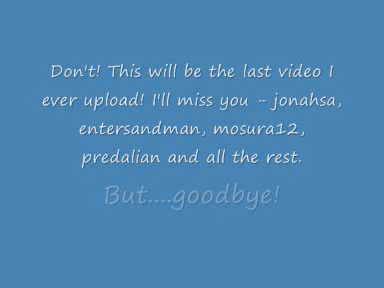 Don't! This will be the last video I
ever upload! I'll miss you - jonahsa,
entersandman, mosura12,
predalian and all the rest.
But....goodbye!